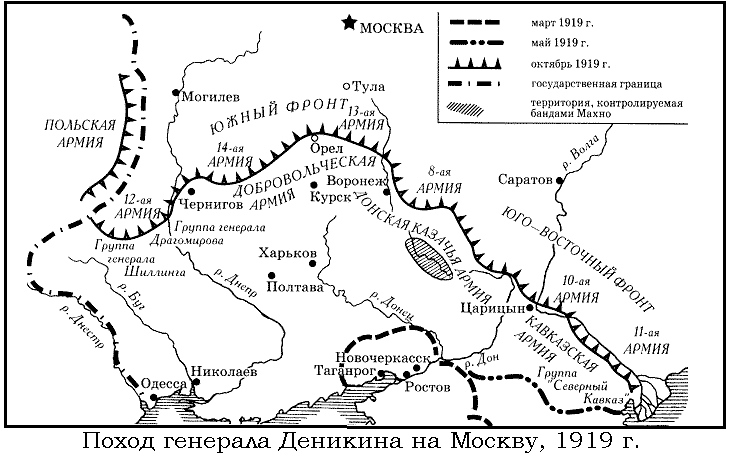 МОСКВА
март 1919 г.
май 1919 г.
октябрь 1919 г.
государственная граница
территория, контролируемая
бандами Махно
Тула
Могилев
ЮЖНЫЙ ФРОНТ
13-ая
АРМИЯ
ПОЛЬСКАЯ
АРМИЯ
14-ая
АРМИЯ
Орел
р. Волга
ДОБРОВОЛЬЧЕСКАЯ
АРМИЯ
8-ая
АРМИЯ
12-ая
АРМИЯ
Чернигов
Курск
Воронеж
Саратов
Группа генерала
Драгомирова
Группа
генерала
Шиллинга
ДОНСКАЯ КАЗАЧЬЯ АРМИЯ
ЮГО—ВОСТОЧНЫЙ ФРОНТ
Харьков
Полтава
р. Днепр
р. Буг
р. Днестр
р. Донец
Царицын
10-ая
АРМИЯ
11-ая
АРМИЯ
КАВКАЗСКАЯ
АРМИЯ
Новочеркасск
Таганрог
Ростов
р. Дон
Группа
"Северный
Кавказ"
Николаев
Одесса
Поход генерала Деникина на Москву, 1919 г.